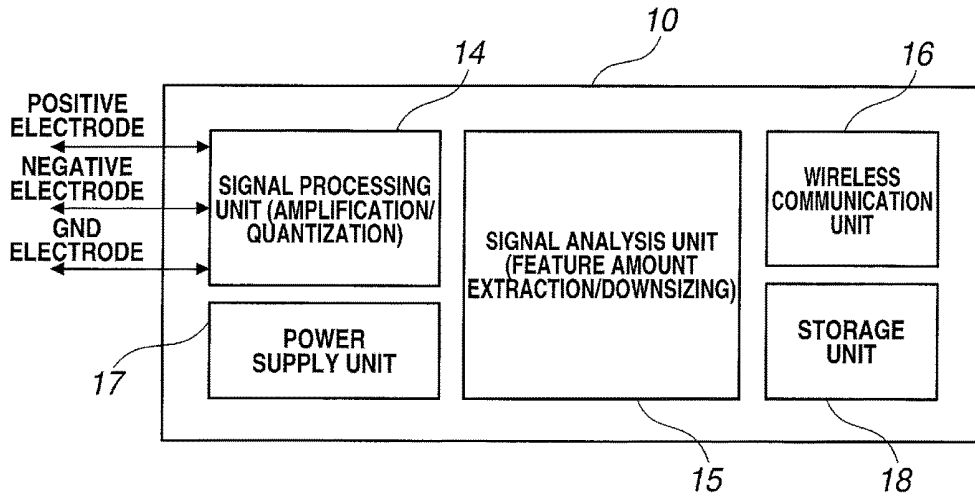 10
14
16
POSITIVE
ELECTRODE
NEGATIVE
ELECTRODE
GND
ELECTRODE
SIGNAL PROCESSING
UNIT (AMPLIFICATION/
QUANTIZATION)
SIGNAL ANALYSIS UNIT
(FEATURE AMOUNT
EXTRACTION/DOWNSIZING)
WIRELESS
COMMUNICATION
UNIT
POWER
SUPPLY UNIT
STORAGE
UNIT
17
15
18